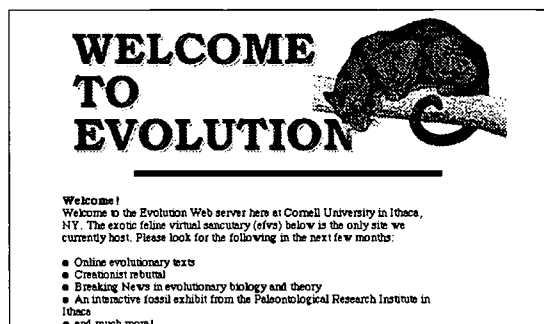 WELCOME
TO
EVOLUTION
Welcome!
Welcome to the Evolution Web server here at Cornell University in Ithaca,
NY. The exotic feline virtual sancutary (efvs) below is the only site we
currently host. Please look for the following in the next few months:
● Online evolutionary texts
● Creationist rebuttal
● Breaking News in evolutionary biology and theory
● An interactive fossil exhibit from the Paleontological Research Institute in
Ithaca
● and much more!